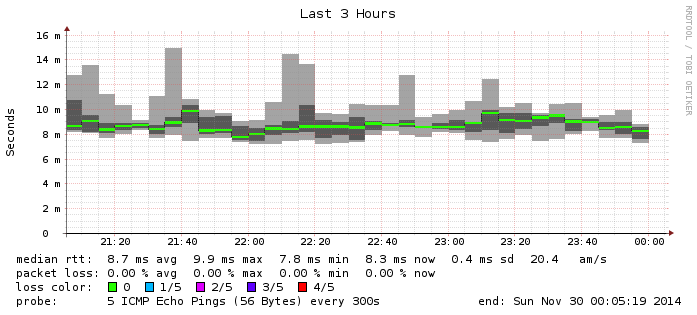 Last 3 Hours
RRDTOOL / TOBI OETIKER
Seconds
16 m
14 m
12 m
10 m
8 m
6 m
4 m
2 m
0
21:20 21:40 22:00 22:20 22:40 23:00 23:20 23:40 00:00
median rtt: 8.7 ms avg 9.9 ms max 7.8 ms min 8.3 ms now 0.4 ms sd 20.4 am/s
packet loss: 0.00 % avg 0.00 % max 0.00 % min 0.00 % now
loss color: 0 1/5 2/5 3/5 4/5
probe: 5 ICMP Echo Pings (56 Bytes) every 300s end: Sun Nov 30 00:05:19 2014